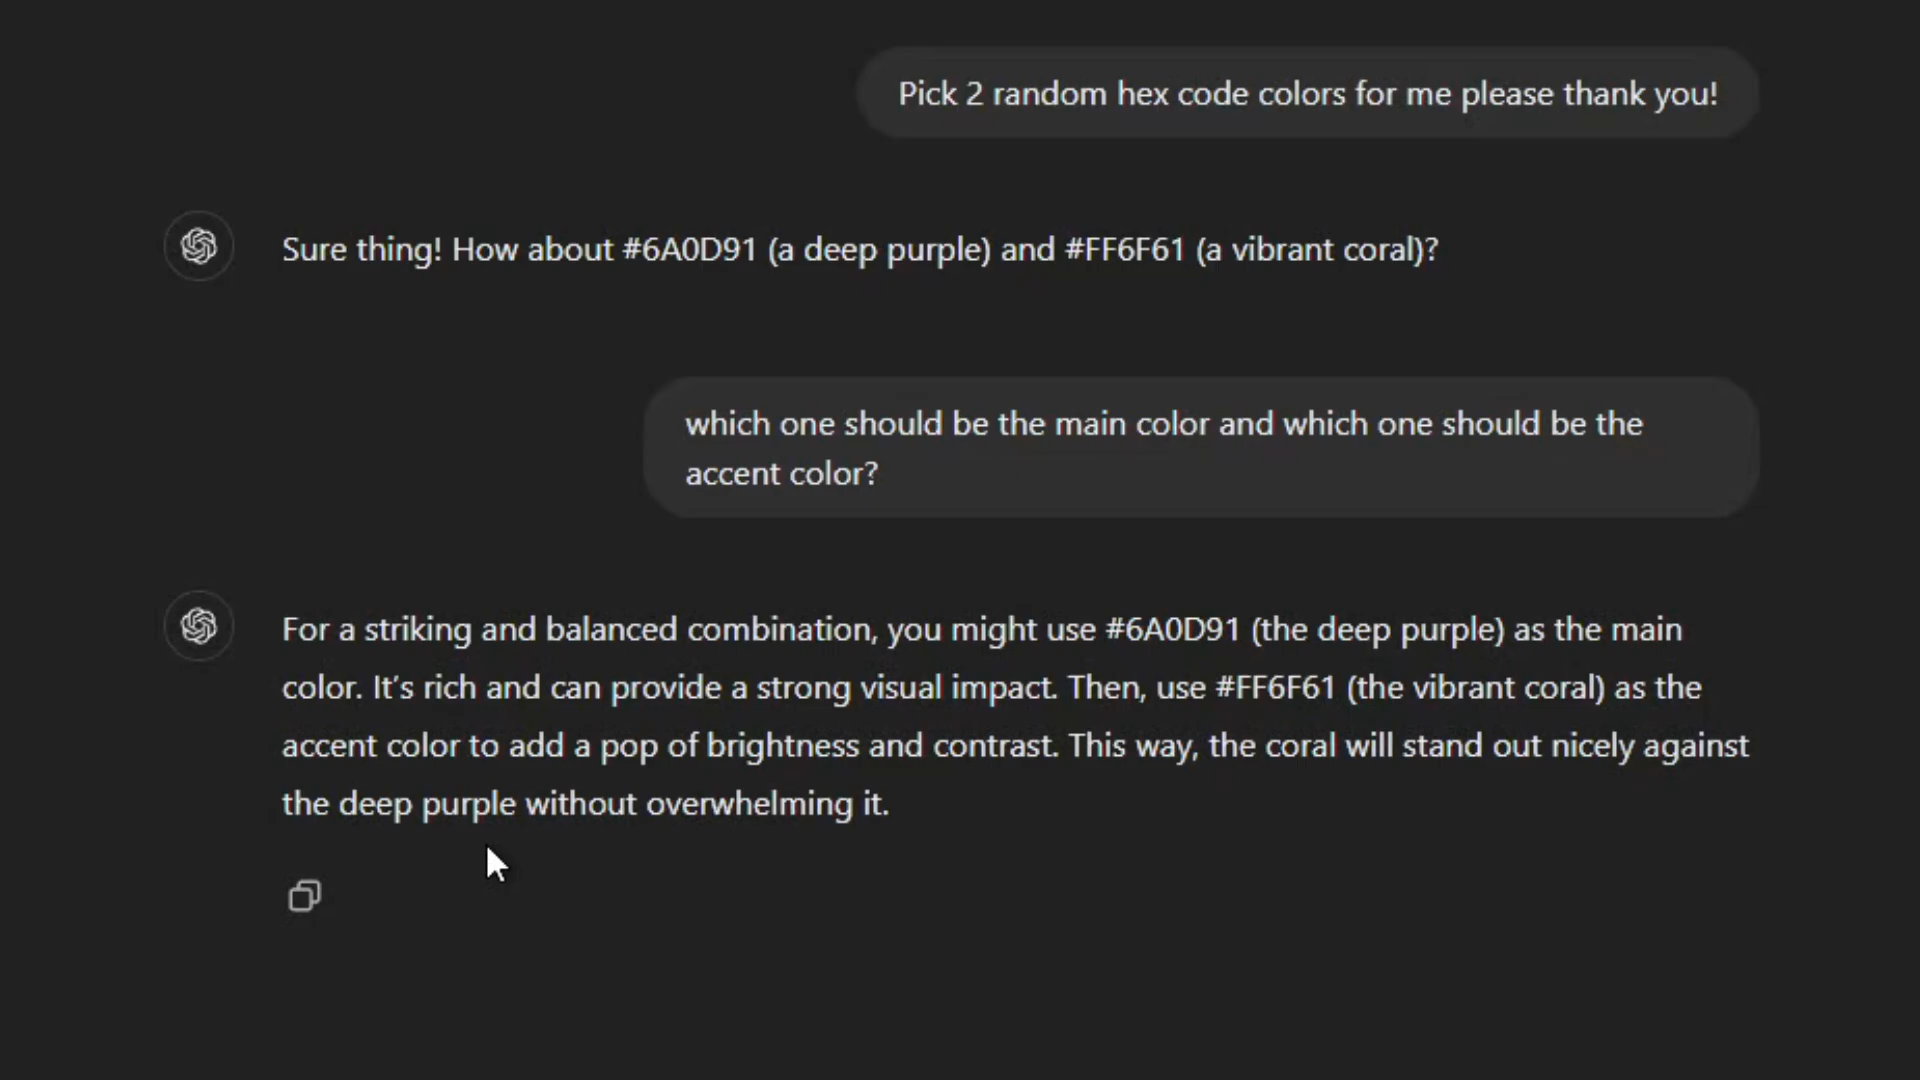 Pick 2 random hex code colors for me please thank you!
Sure thing! How about #6A0D91 (a deep purple) and #FF6F61 (a vibrant coral)?
which one should be the main color and which one should be the
accent color?
For a striking and balanced combination, you might use #6A0D91 (the deep purple) as the main
color. It’s rich and can provide a strong visual impact. Then, use #FF6F61 (the vibrant coral) as the
accent color to add a pop of brightness and contrast. This way, the coral will stand out nicely against
the deep purple without overwhelming it.